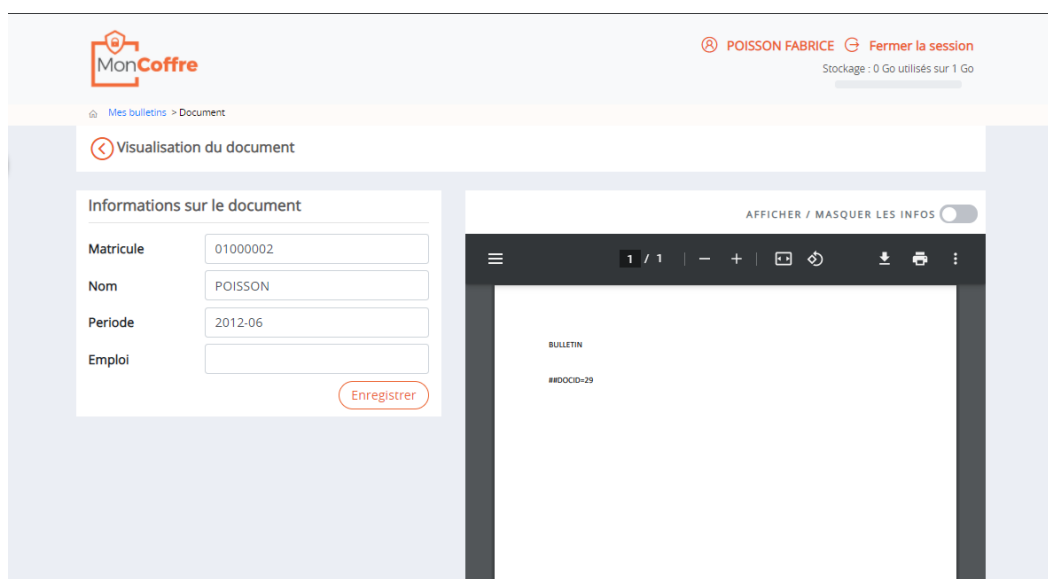 MonCoffre
POISSON FABRICE Fermer la session
Stockage : 0 Go utilisés sur 1 Go
Mes bulletins > Document
Visualisation du document
Informations sur le document
Matricule 01000002
Nom POISSON
Periode 2012-06
Emploi
Enregistrer
AFFICHER / MASQUER LES INFOS
1 / 1
BULLETIN
##DOCID=29